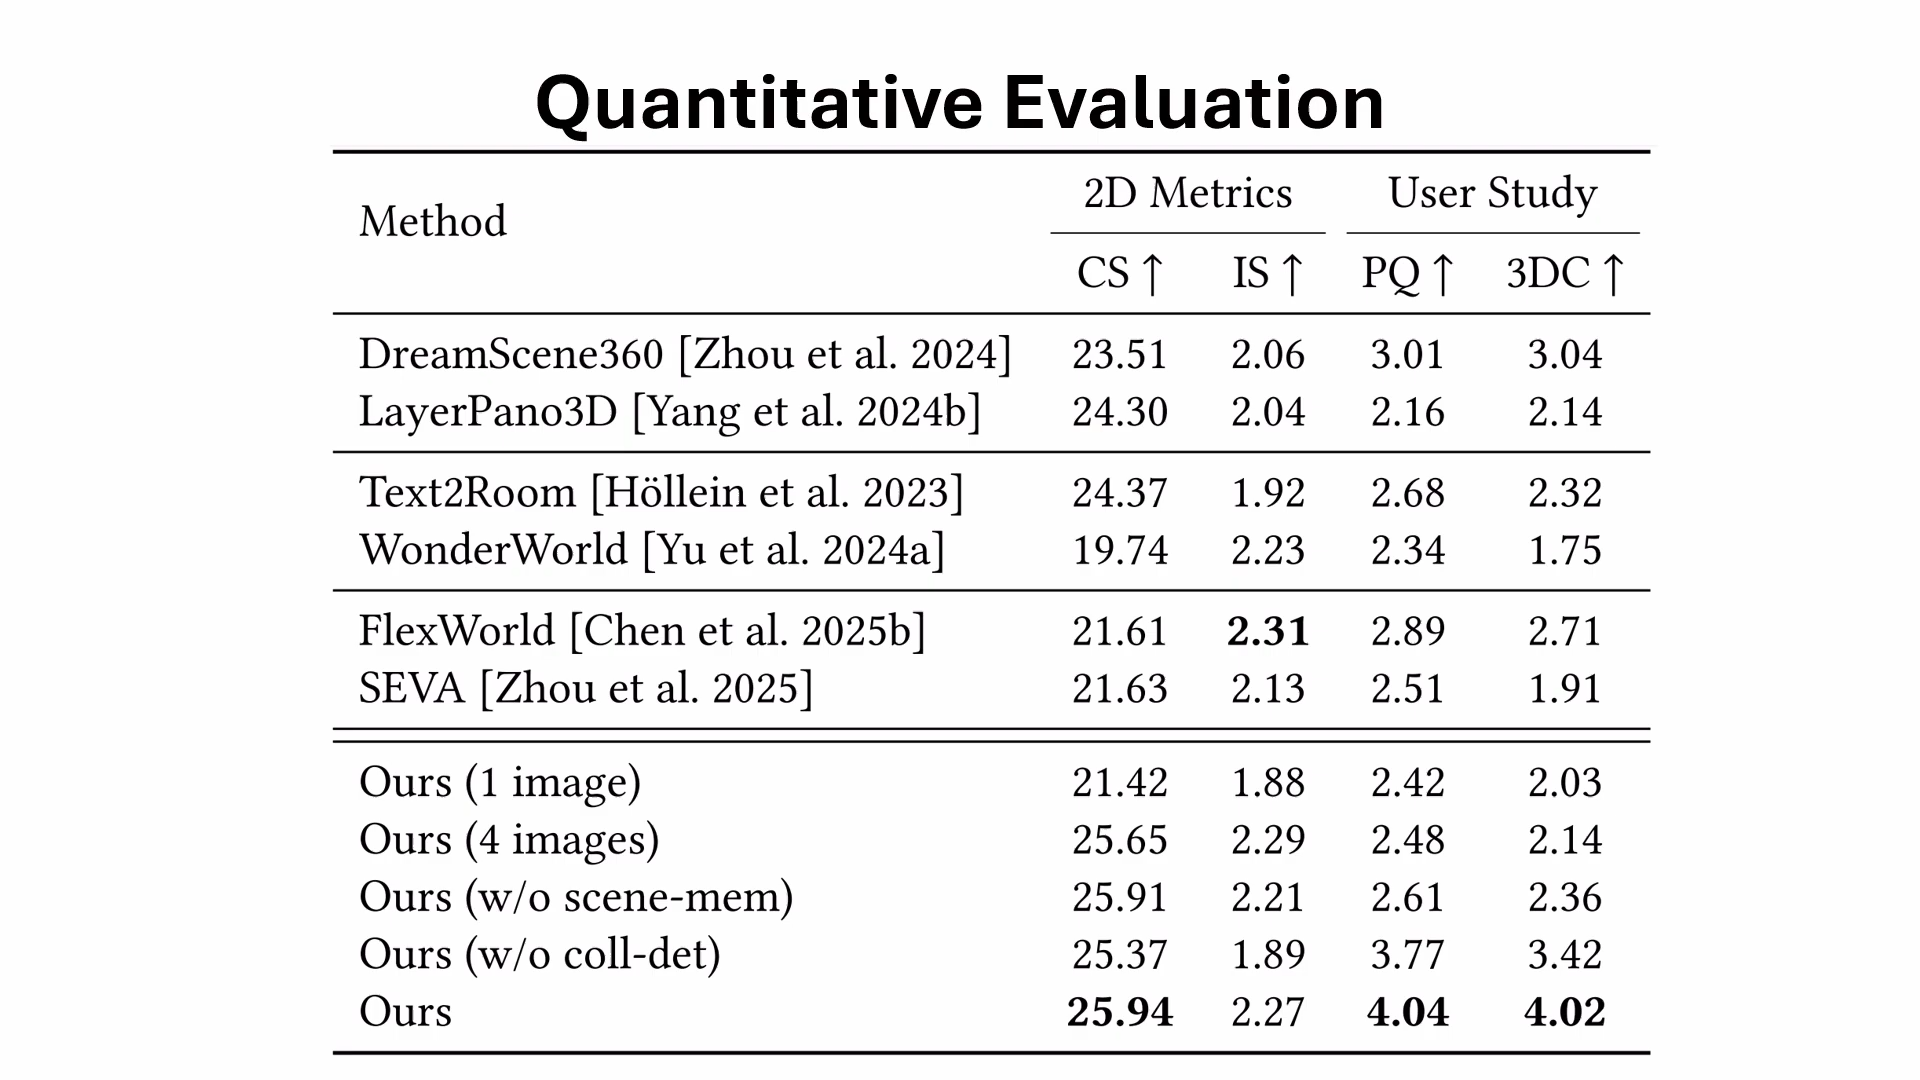 Quantitative Evaluation
Method 2D Metrics User Study
CS ↑ IS ↑ PQ ↑ 3DC ↑
DreamScene360 [Zhou et al. 2024] 23.51 2.06 3.01 3.04
LayerPano3D [Yang et al. 2024b] 24.30 2.04 2.16 2.14
Text2Room [Höllein et al. 2023] 24.37 1.92 2.68 2.32
WonderWorld [Yu et al. 2024a] 19.74 2.23 2.34 1.75
FlexWorld [Chen et al. 2025b] 21.61 2.31 2.89 2.71
SEVA [Zhou et al. 2025] 21.63 2.13 2.51 1.91
Ours (1 image) 21.42 1.88 2.42 2.03
Ours (4 images) 25.65 2.29 2.48 2.14
Ours (w/o scene-mem) 25.91 2.21 2.61 2.36
Ours (w/o coll-det) 25.37 1.89 3.77 3.42
Ours 25.94 2.27 4.04 4.02